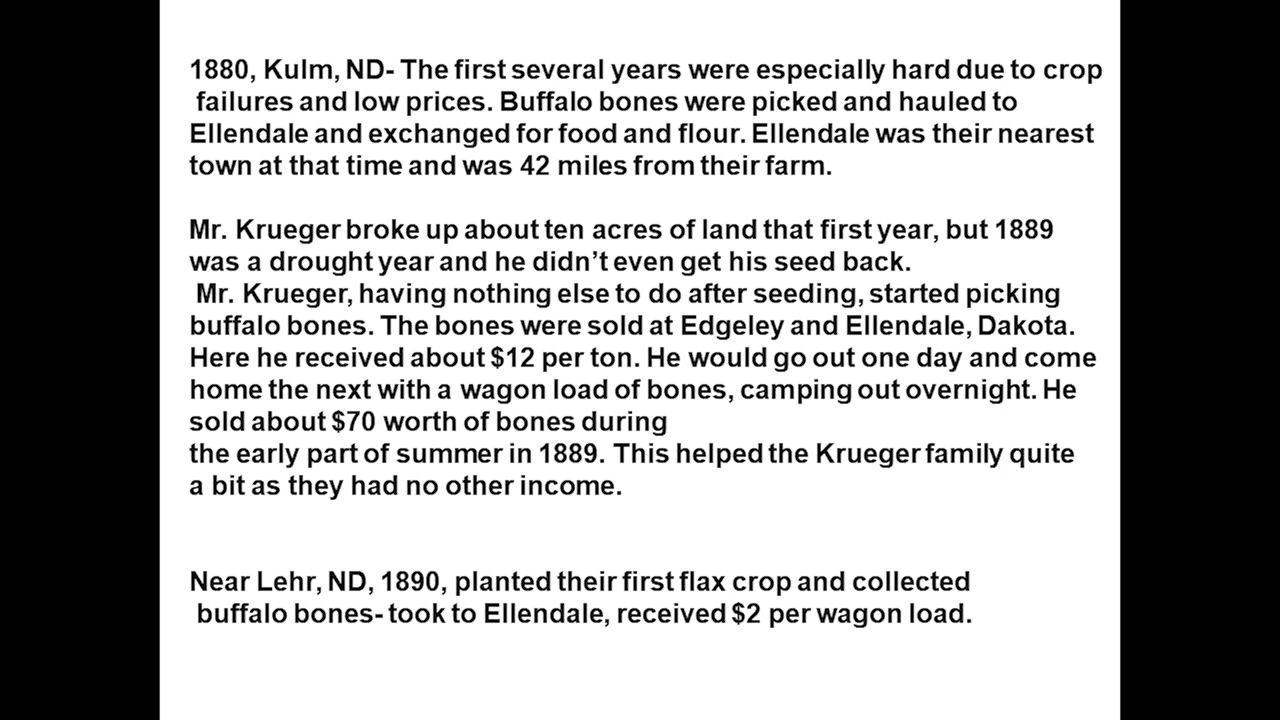 1880, Kulm, ND- The first several years were especially hard due to crop
failures and low prices. Buffalo bones were picked and hauled to
Ellendale and exchanged for food and flour. Ellendale was their nearest
town at that time and was 42 miles from their farm.
Mr. Krueger broke up about ten acres of land that first year, but 1889
was a drought year and he didn’t even get his seed back.
Mr. Krueger, having nothing else to do after seeding, started picking
buffalo bones. The bones were sold at Edgeley and Ellendale, Dakota.
Here he received about $12 per ton. He would go out one day and come
home the next with a wagon load of bones, camping out overnight. He
sold about $70 worth of bones during
the early part of summer in 1889. This helped the Krueger family quite
a bit as they had no other income.
Near Lehr, ND, 1890, planted their first flax crop and collected
buffalo bones- took to Ellendale, received $2 per wagon load.